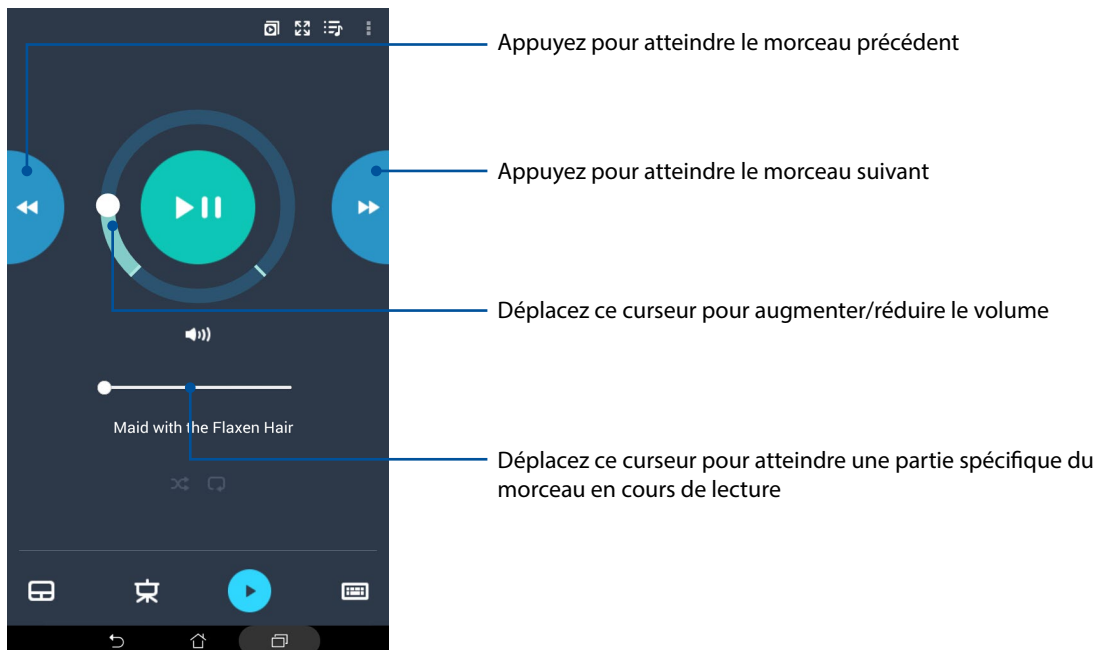 Appuyez pour atteindre le morceau précédent
Appuyez pour atteindre le morceau suivant
Déplacez ce curseur pour augmenter/réduire le volume
Maid with the Flaxen Hair
Déplacez ce curseur pour atteindre une partie spécifique du
morceau en cours de lecture